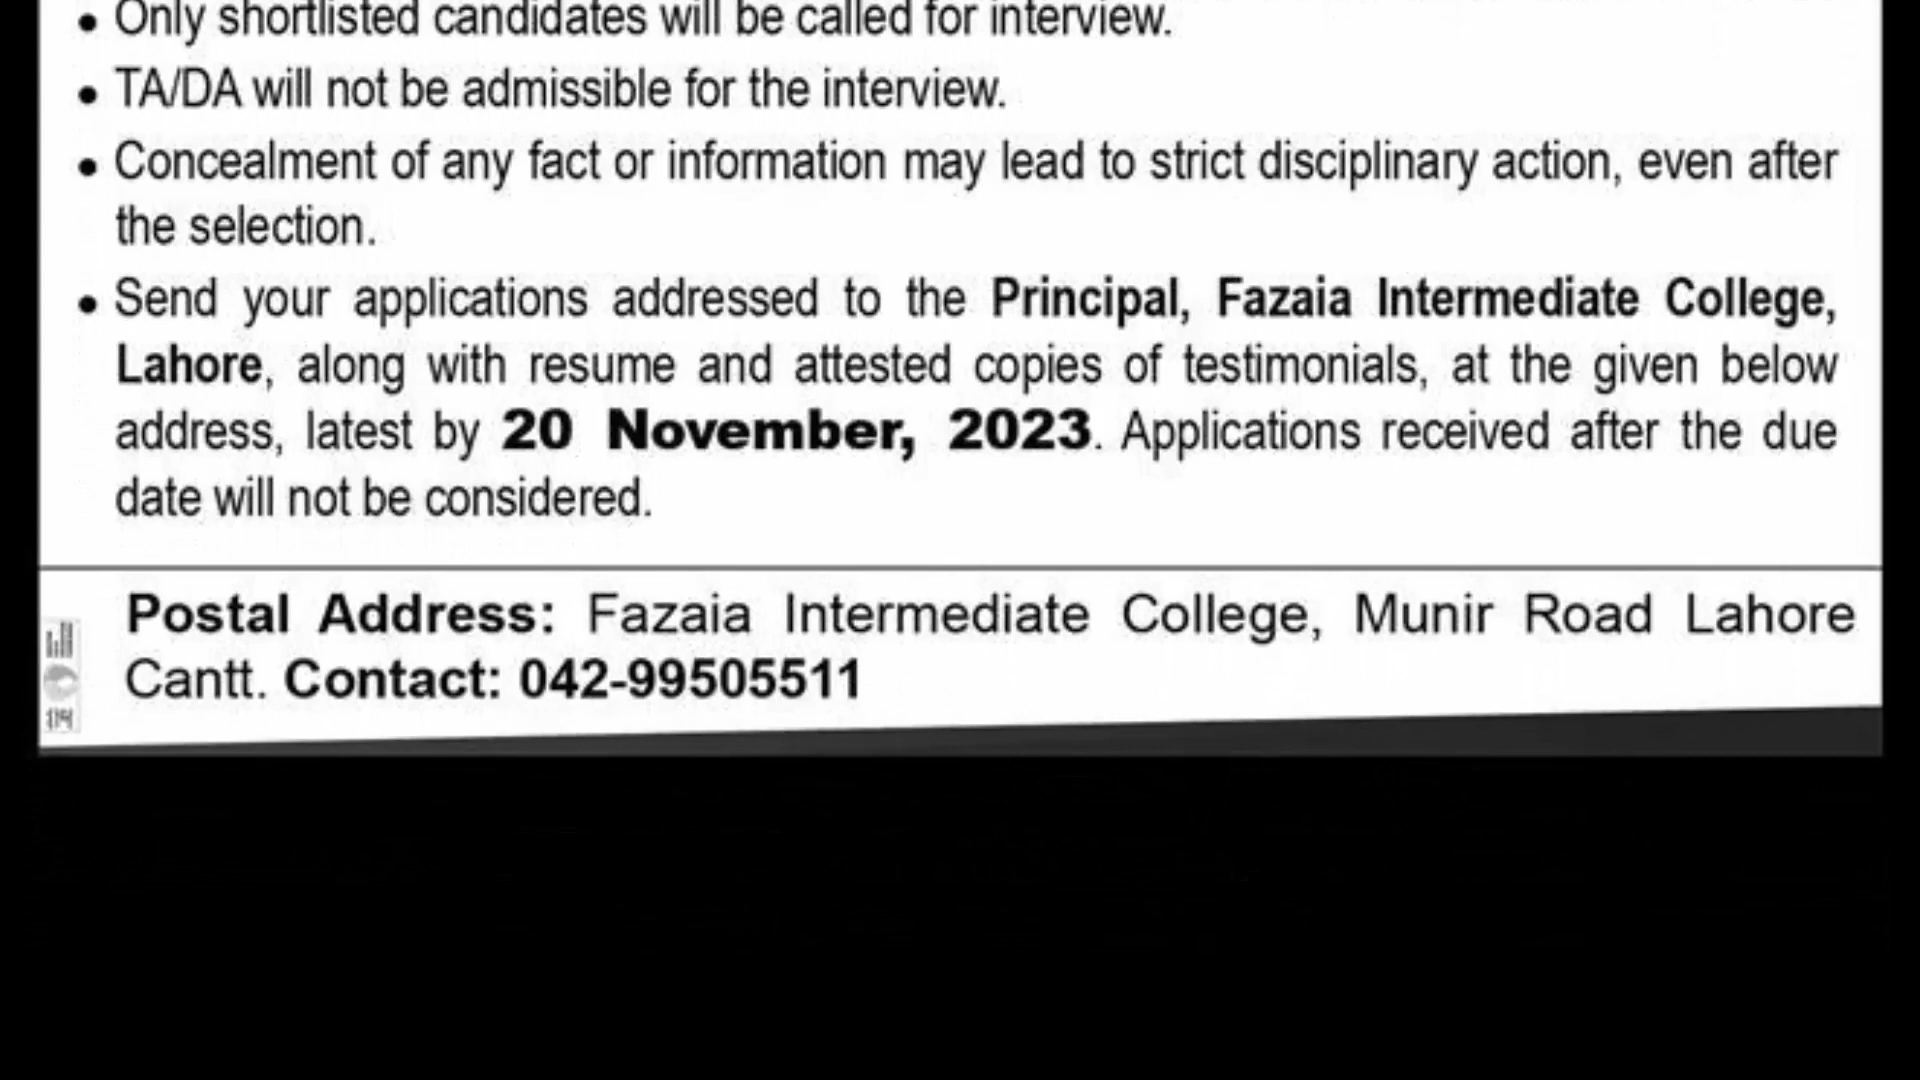 • Only shortlisted candidates will be called for interview.
• TA/DA will not be admissible for the interview.
• Concealment of any fact or information may lead to strict disciplinary action, even after
the selection.
• Send your applications addressed to the Principal, Fazaia Intermediate College,
Lahore, along with resume and attested copies of testimonials, at the given below
address, latest by 20 November, 2023. Applications received after the due
date will not be considered.
Postal Address: Fazaia Intermediate College, Munir Road Lahore
Cantt. Contact: 042-99505511